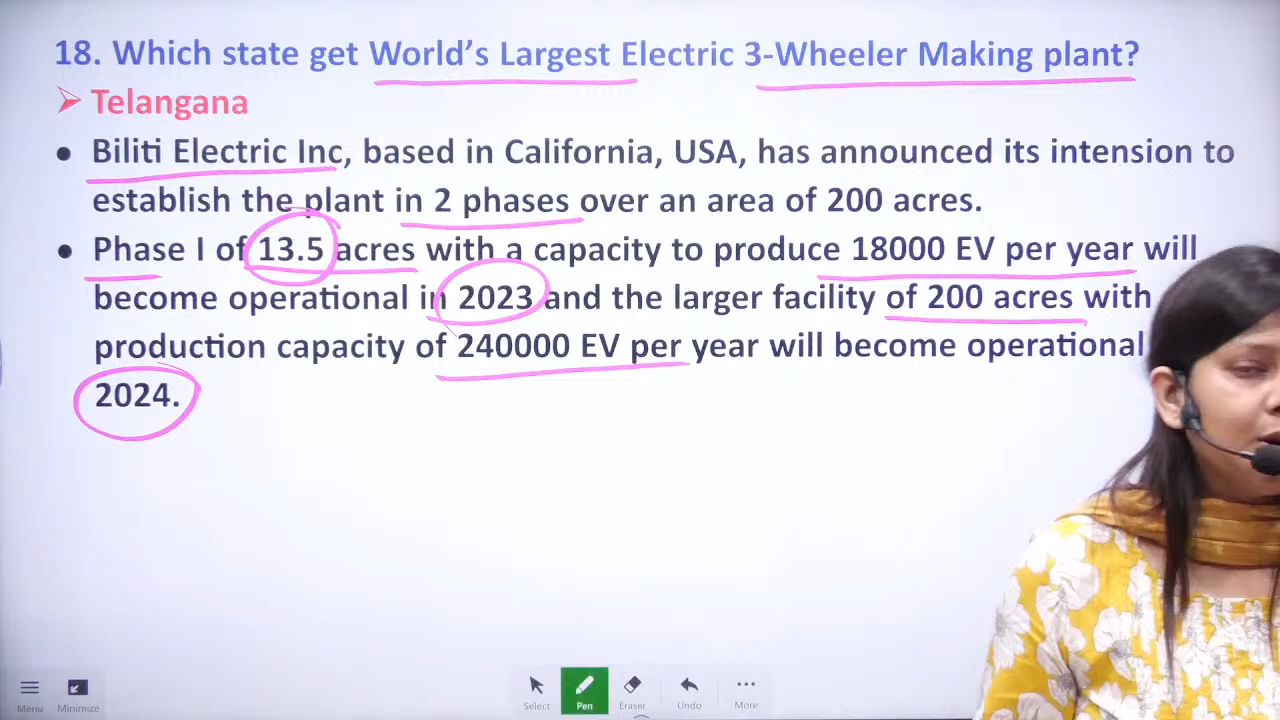 18. Which state get World's Largest Electric 3-Wheeler Making plant?
Telangana
Biliti Electric Inc, based in California, USA, has announced its intension to
establish the plant in 2 phases over an area of 200 acres.
Phase I of 13.5 acres with a capacity to produce 18000 EV per year will
become operational in 2023 and the larger facility of 200 acres with
production capacity of 240000 EV per year will become operational
2024.
Menu
Minimize
Select
Pen
Eraser
Undo
More